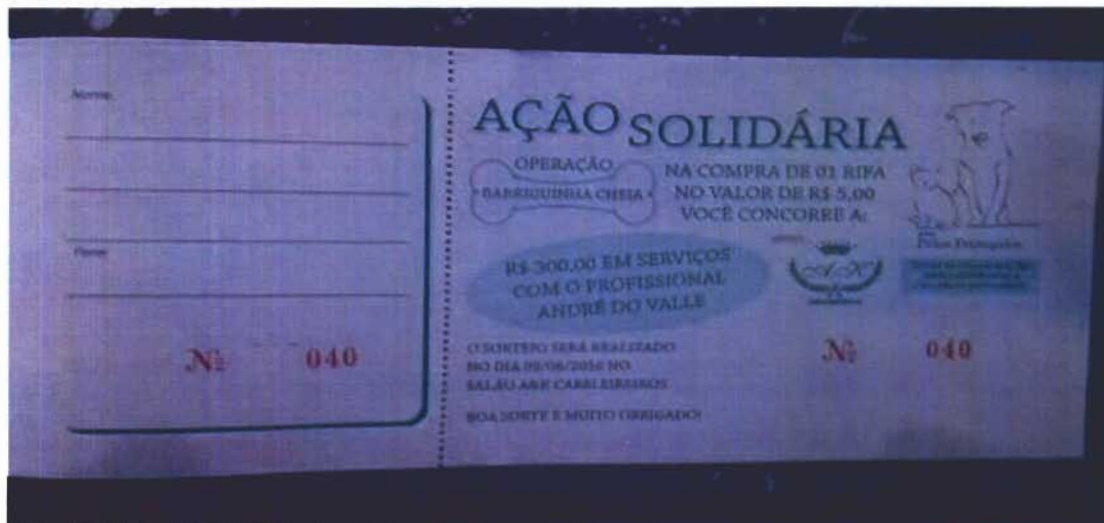 Nome:
Fone:
Nº 040
AÇÃO SOLIDÁRIA
OPERAÇÃO
BARRIGUINHA CHEIA
NA COMPRA DE 01 RIFA
NO VALOR DE R$ 5,00
VOCÊ CONCORRE A:
R$ 300,00 EM SERVIÇOS
COM O PROFISSIONAL
ANDRÉ DO VALLE
O SORTEIO SERÁ REALIZADO
NO DIA 09/06/2016 NO
SALÃO A&K CABELEIREIROS
BOA SORTE E MUITO OBRIGADO!
Nº 040